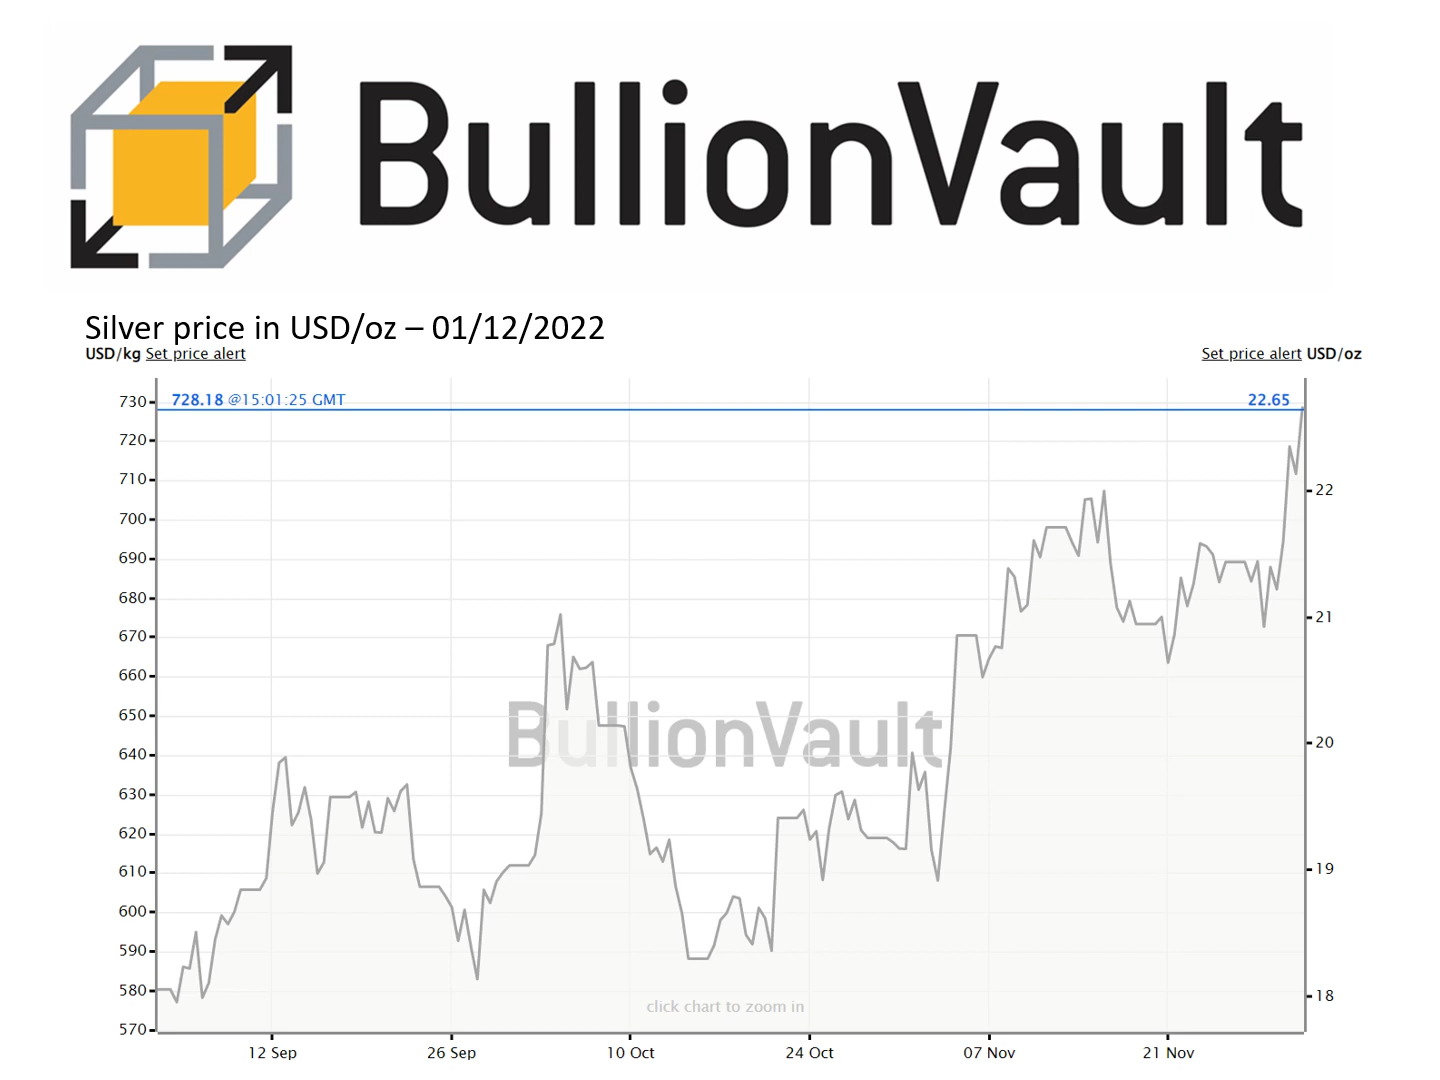 BullionVault
Silver price in USD/oz – 01/12/2022
USD/kg Set price alert
Set price alert USD/oz
728.18 @15:01:25 GMT
22.65
730
720
710
700
690
680
670
660
650
640
630
620
610
600
590
580
570
22
21
20
19
18
BullionVault
click chart to zoom in
12 Sep
26 Sep
10 Oct
24 Oct
07 Nov
21 Nov